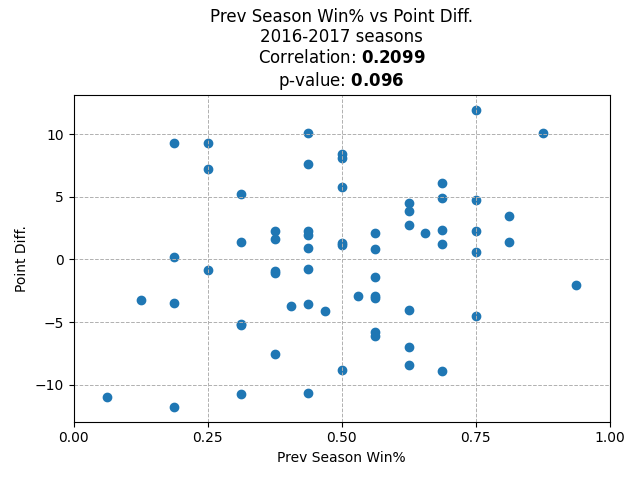 Prev Season Win% vs Point Diff.
2016-2017 seasons
Correlation: 0.2099
p-value: 0.096
Point Diff.
10
5
0
−5
−10
0.00 0.25 0.50 0.75 1.00
Prev Season Win%